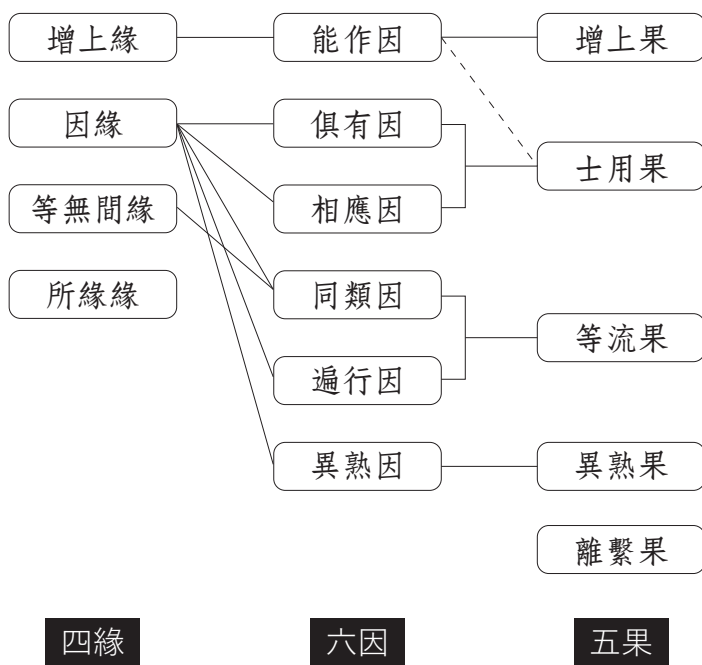 增上緣 能作因 增上果
因緣 俱有因
士用果
等無間緣 相應因
所緣緣 同類因
等流果
遍行因
異熟因 異熟果
離繫果
四緣 六因 五果